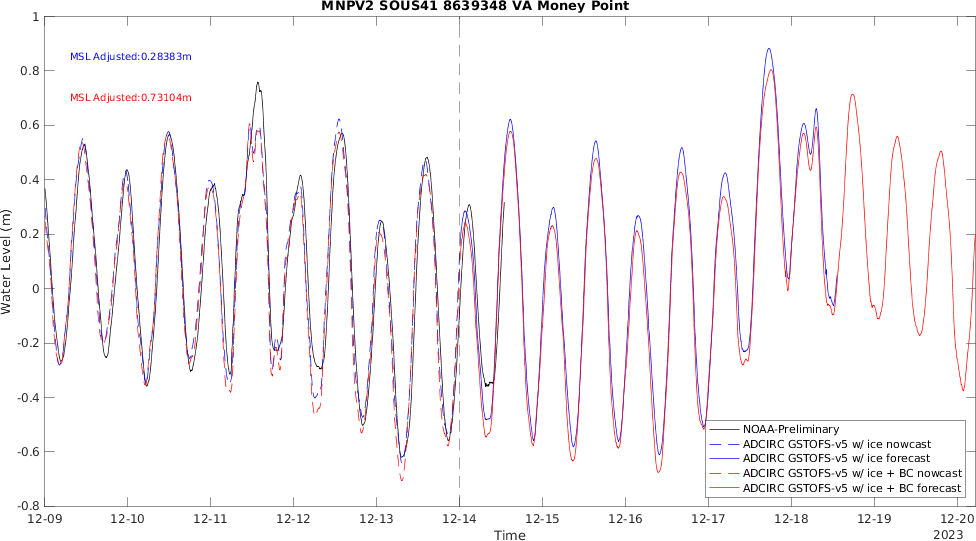 MNPV2 SOUS41 8639348 VA Money Point
MSL Adjusted:0.28383m
MSL Adjusted:0.73104m
1
0.8
0.6
0.4
0.2
0
-0.2
-0.4
-0.6
-0.8
Water Level (m)
NOAA-Preliminary
ADCIRC GSTOFS-v5 w/ ice nowcast
ADCIRC GSTOFS-v5 w/ ice forecast
ADCIRC GSTOFS-v5 w/ ice + BC nowcast
ADCIRC GSTOFS-v5 w/ ice + BC forecast
12-09 12-10 12-11 12-12 12-13 12-14 12-15 12-16 12-17 12-18 12-19 12-20
Time
2023